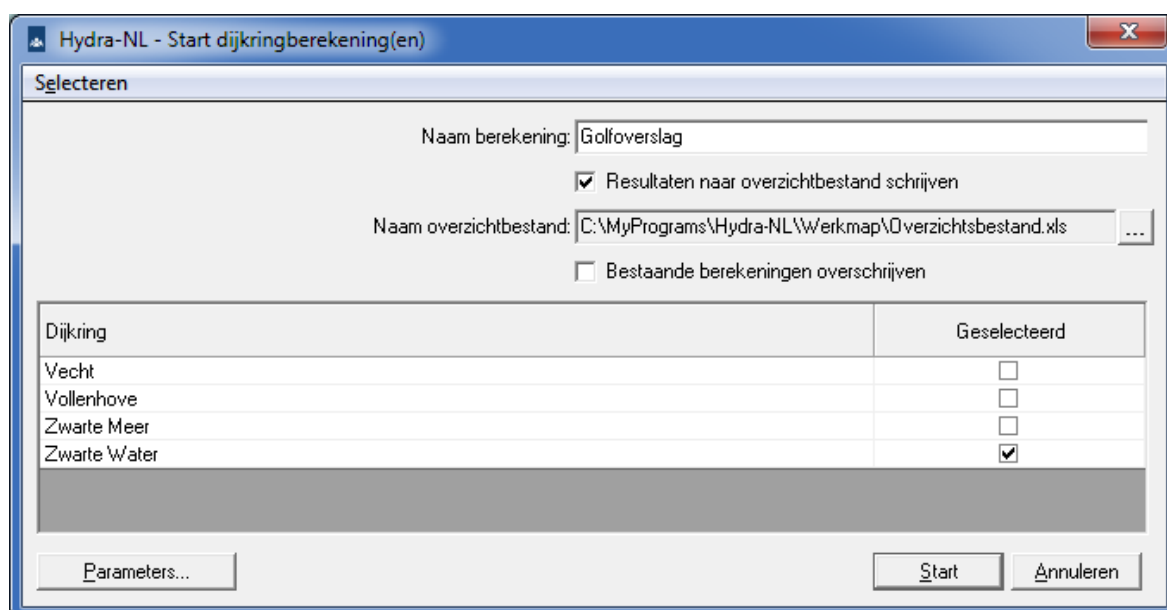 Hydra-NL - Start dijkringberekening(en)
Selecteren
Naam berekening: Golfoverslag
Resultaten naar overzichtbestand schrijven
Naam overzichtbestand: C:\MyPrograms\Hydra-NL\Werkmap\Overzichtsbestand.xls ...
Bestaande berekeningen overschrijven
Dijkring Geselecteerd
Vecht
Vollenhove
Zwarte Meer
Zwarte Water
Parameters... Start Annuleren